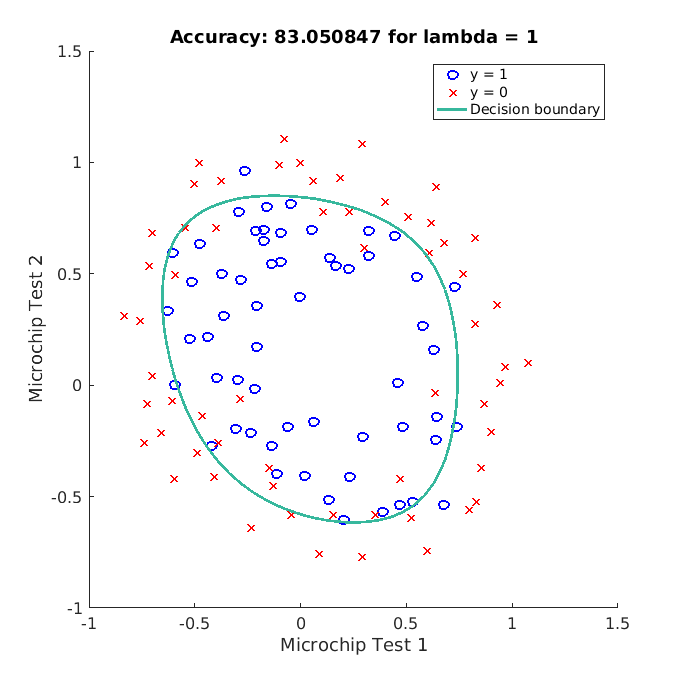 Accuracy: 83.050847 for lambda = 1
1.5
y = 1
y = 0
Decision boundary
1
0.5
Microchip Test 2
0
-0.5
-1
-1
-0.5
0
0.5
1
1.5
Microchip Test 1